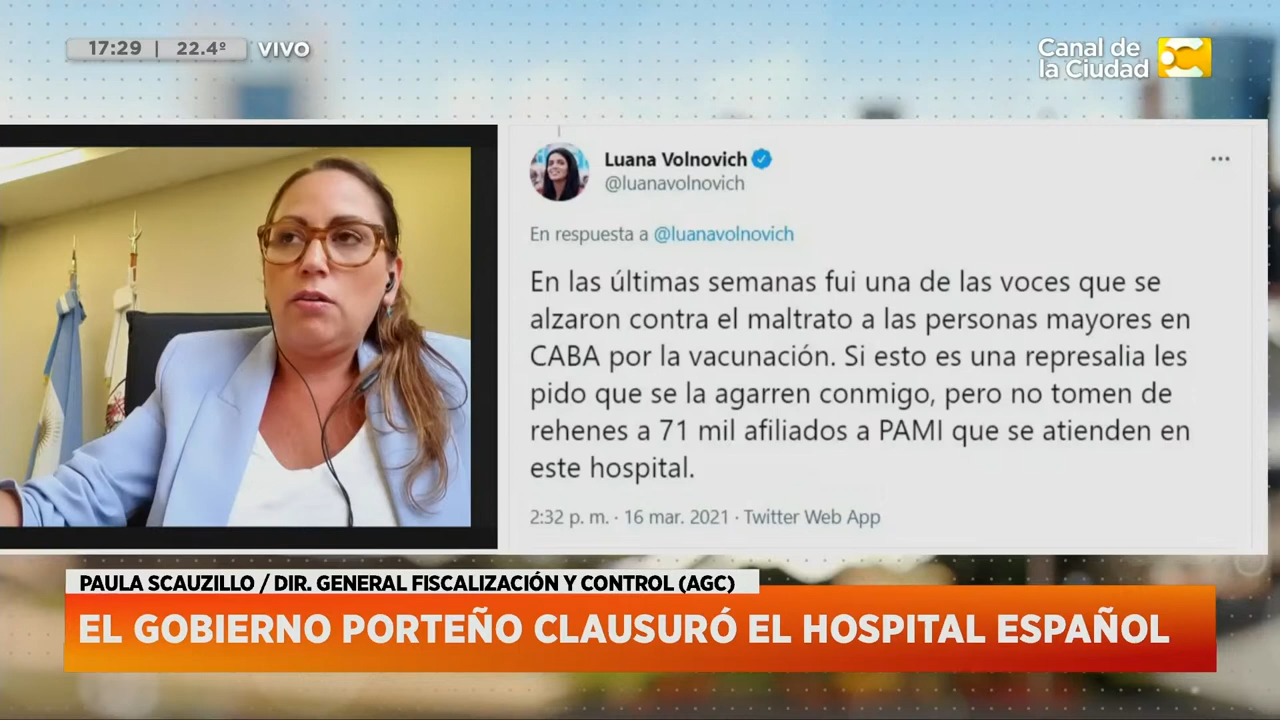 17:29 | 22.4º VIVO
Canal de
la Ciudad
Luana Volnovich
@luanavolnovich
En respuesta a @luanavolnovich
En las últimas semanas fui una de las voces que se
alzaron contra el maltrato a las personas mayores en
CABA por la vacunación. Si esto es una represalia les
pido que se la agarren conmigo, pero no tomen de
rehenes a 71 mil afiliados a PAMI que se atienden en
este hospital.
2:32 p. m. · 16 mar. 2021 · Twitter Web App
PAULA SCAUZILLO / DIR. GENERAL FISCALIZACIÓN Y CONTROL (AGC)
EL GOBIERNO PORTEÑO CLAUSURÓ EL HOSPITAL ESPAÑOL